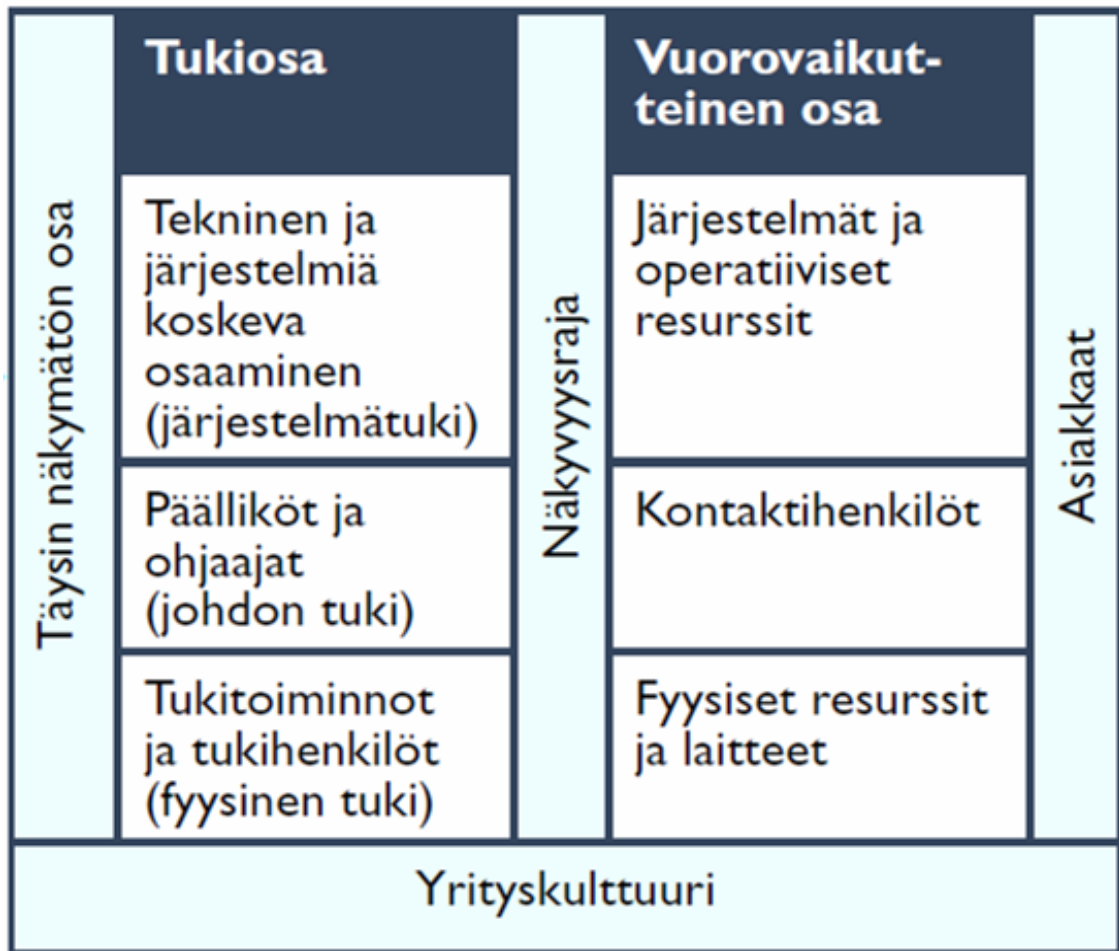 Täysin näkymätön osa
Tukiosa
Tekninen ja
järjestelmiä
koskeva
osaaminen
(järjestelmätuki)
Päälliköt ja
ohjaajat
(johdon tuki)
Tukitoiminnot
ja tukihenkilöt
(fyysinen tuki)
Näkyvyysraja
Vuorovaikut-
teinen osa
Järjestelmät ja
operatiiviset
resurssit
Kontaktihenkilöt
Fyysiset resurssit
ja laitteet
Asiakkaat
Yrityskulttuuri